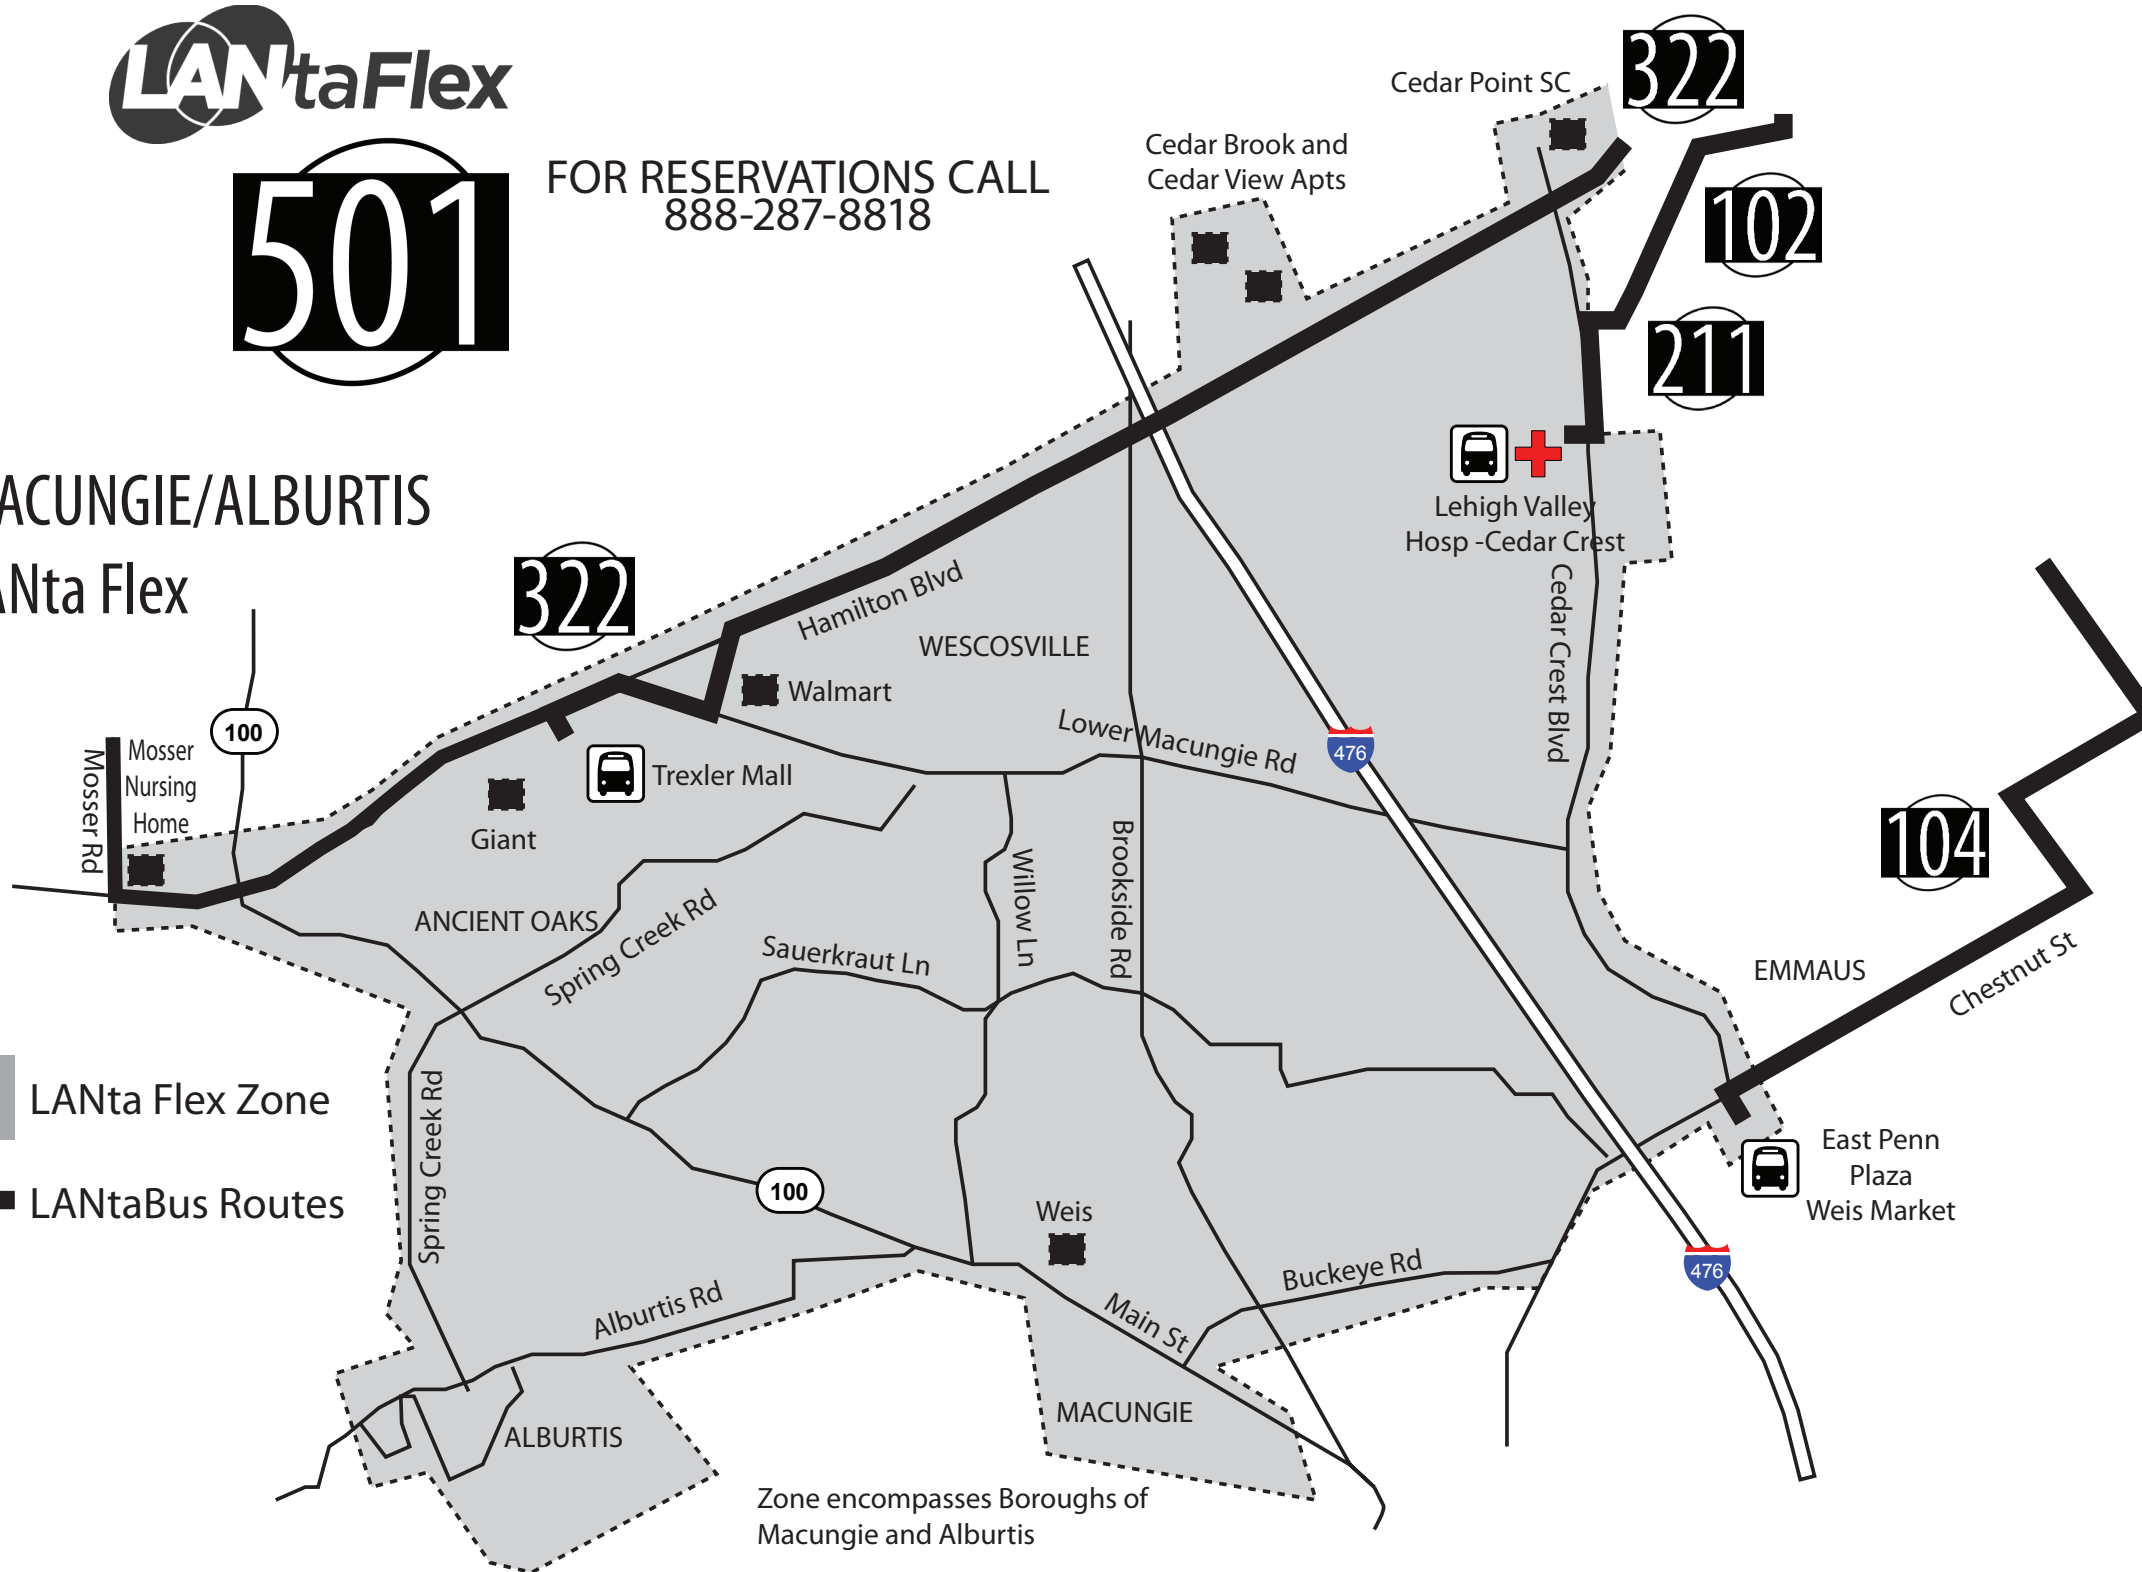 LANtaFlex
501
FOR RESERVATIONS CALL
888-287-8818
ACUNGIE/ALBURTIS
ANta Flex
Cedar Point SC
322
Cedar Brook and
Cedar View Apts
102
211
Lehigh Valley
Hosp -Cedar Crest
322
Hamilton Blvd
WESCOSVILLE
Walmart
Cedar Crest Blvd
Lower Macungie Rd
476
100
Mosser
Nursing
Home
Mosser Rd
Trexler Mall
Giant
104
Willow Ln
Brookside Rd
ANCIENT OAKS
Spring Creek Rd
Sauerkraut Ln
EMMAUS
Chestnut St
LANta Flex Zone
LANtaBus Routes
Spring Creek Rd
100
Weis
East Penn
Plaza
Weis Market
Buckeye Rd
476
Alburtis Rd
Main St
MACUNGIE
ALBURTIS
Zone encompasses Boroughs of
Macungie and Alburtis